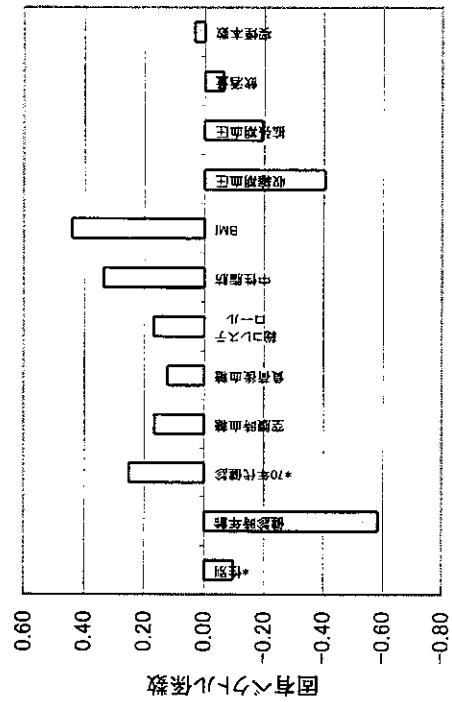 0.60
0.40
0.20
0.00
-0.20
-0.40
-0.60
-0.80
固有ベクトル係数
*性別
健診時年齢
*70年代健診
空腹時血糖
負荷後血糖
総コレステ
ロール
中性脂肪
BMI
収縮期血圧
拡張期血圧
飲酒量
喫煙本数